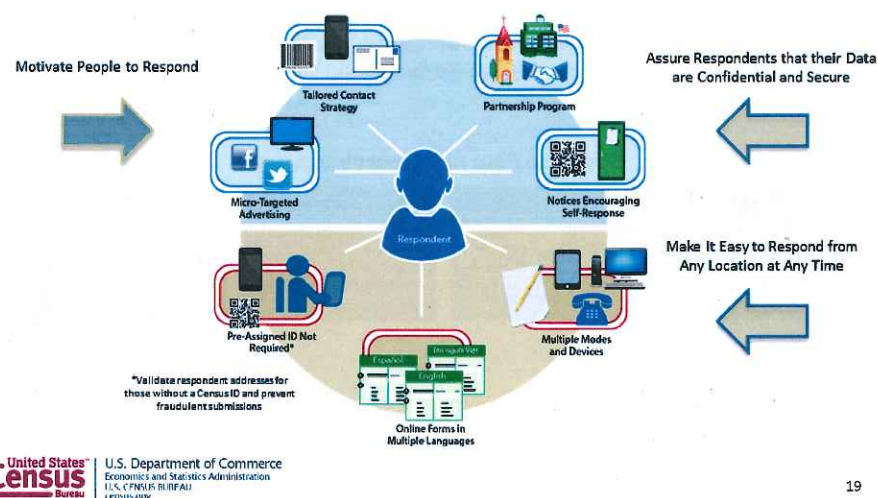 Motivate People to Respond
Tailored Contact
Strategy
Partnership Program
Assure Respondents that their Data
are Confidential and Secure
Micro-Targeted
Advertising
Notices Encouraging
Self-Response
Respondent
Make It Easy to Respond from
Any Location at Any Time
Pre-Assigned ID Not
Required*
Multiple Modes
and Devices
Español
English
*Validate respondent addresses for
those without a Census ID and prevent
fraudulent submissions
Online Forms in
Multiple Languages
United States™
Census
Bureau
U.S. Department of Commerce
Economics and Statistics Administration
U.S. CENSUS BUREAU
census.gov
19